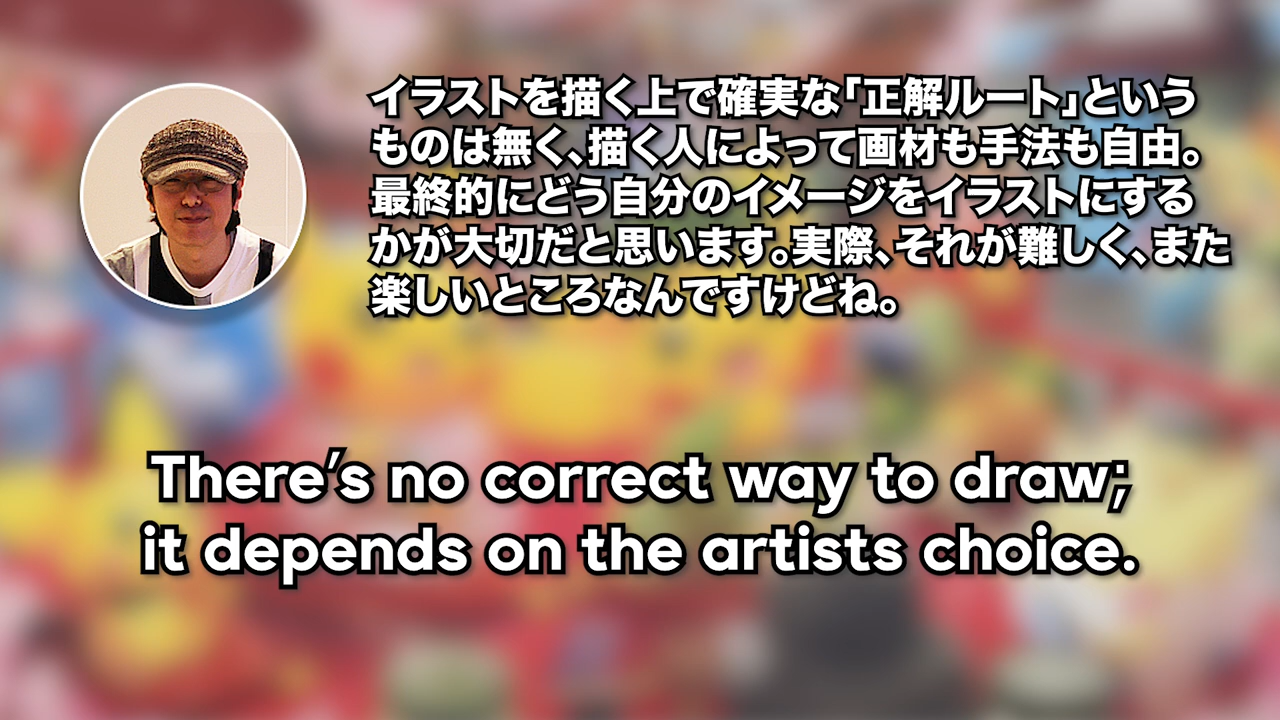 イラストを描く上で確実な「正解ルート」という
ものは無く、描く人によって画材も手法も自由。
最終的にどう自分のイメージをイラストにする
かが大切だと思います。実際、それが難しく、また
楽しいところなんですけどね。
There's no correct way to draw;
it depends on the artists choice.